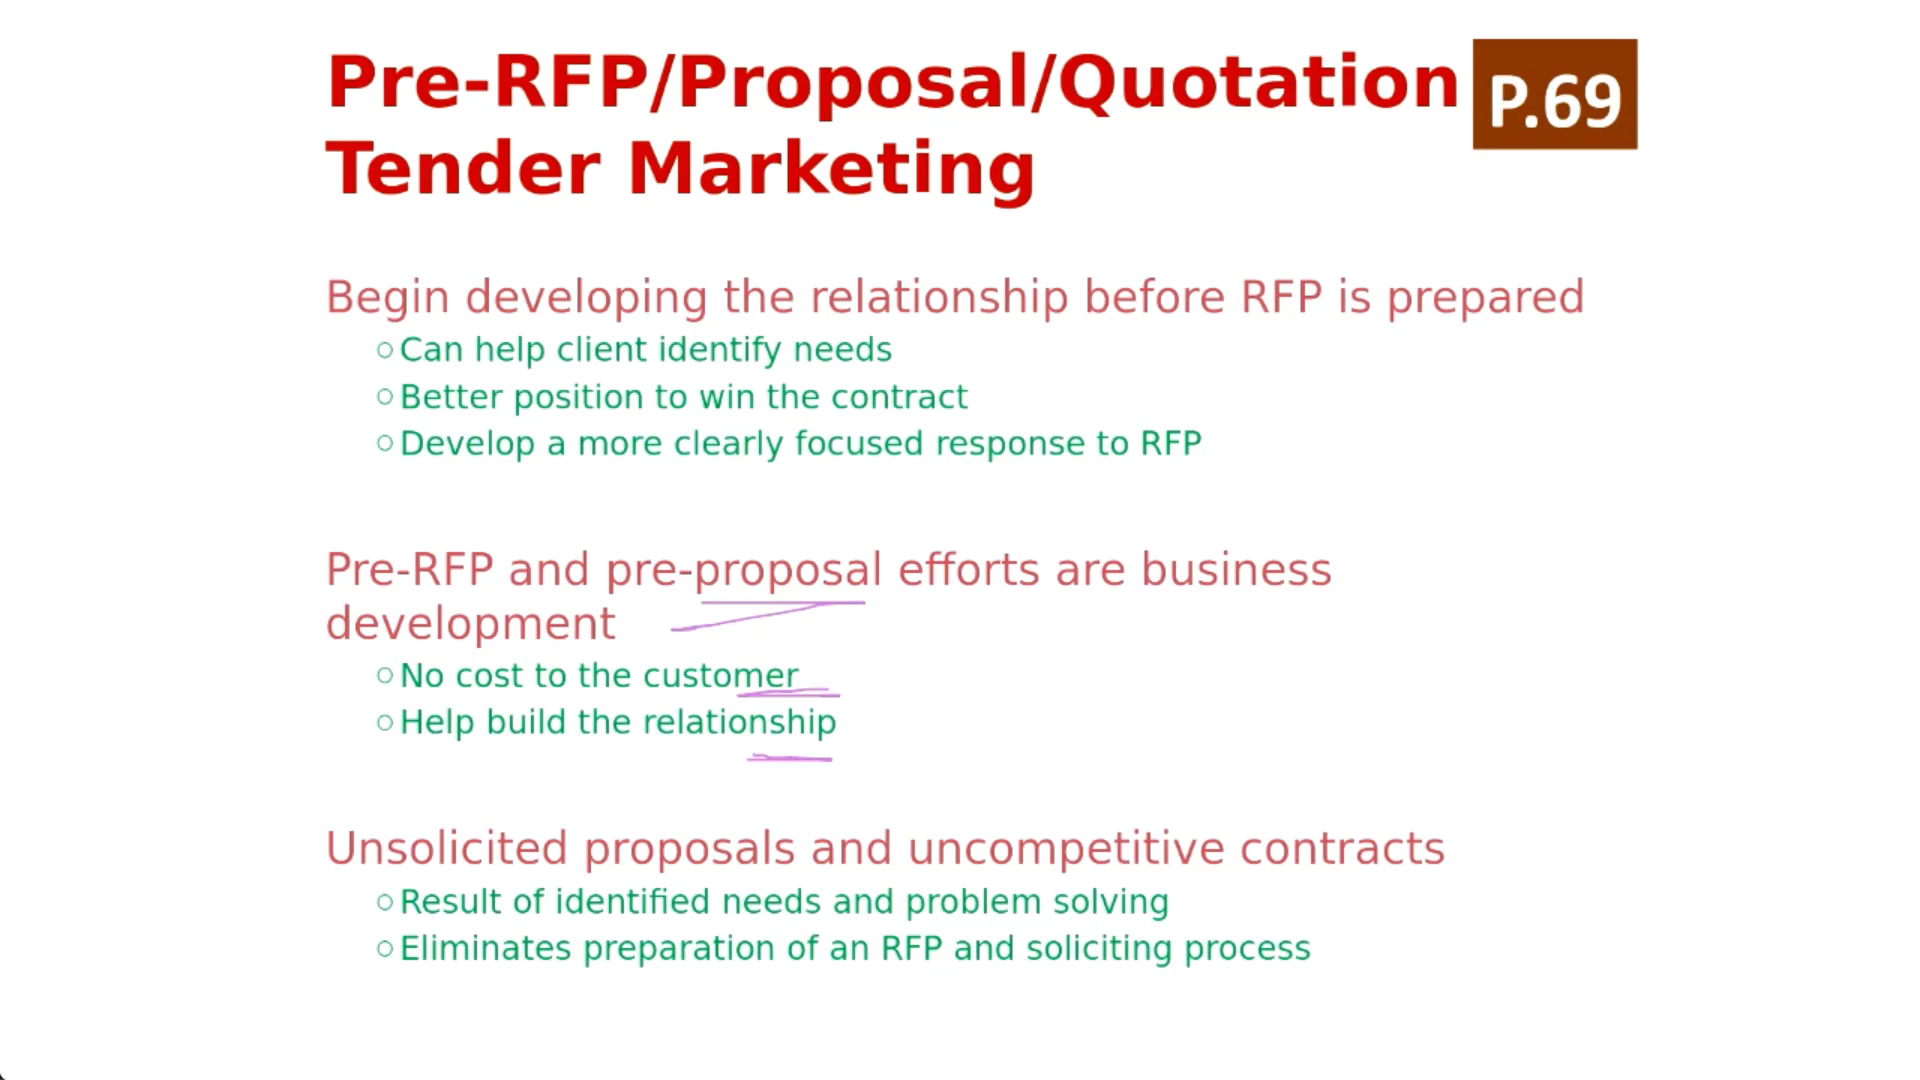 Pre-RFP/Proposal/Quotation
P.69
Tender Marketing
Begin developing the relationship before RFP is prepared
○ Can help client identify needs
○ Better position to win the contract
○ Develop a more clearly focused response to RFP
Pre-RFP and pre-proposal efforts are business
development
○ No cost to the customer
○ Help build the relationship
Unsolicited proposals and uncompetitive contracts
○ Result of identified needs and problem solving
○ Eliminates preparation of an RFP and soliciting process